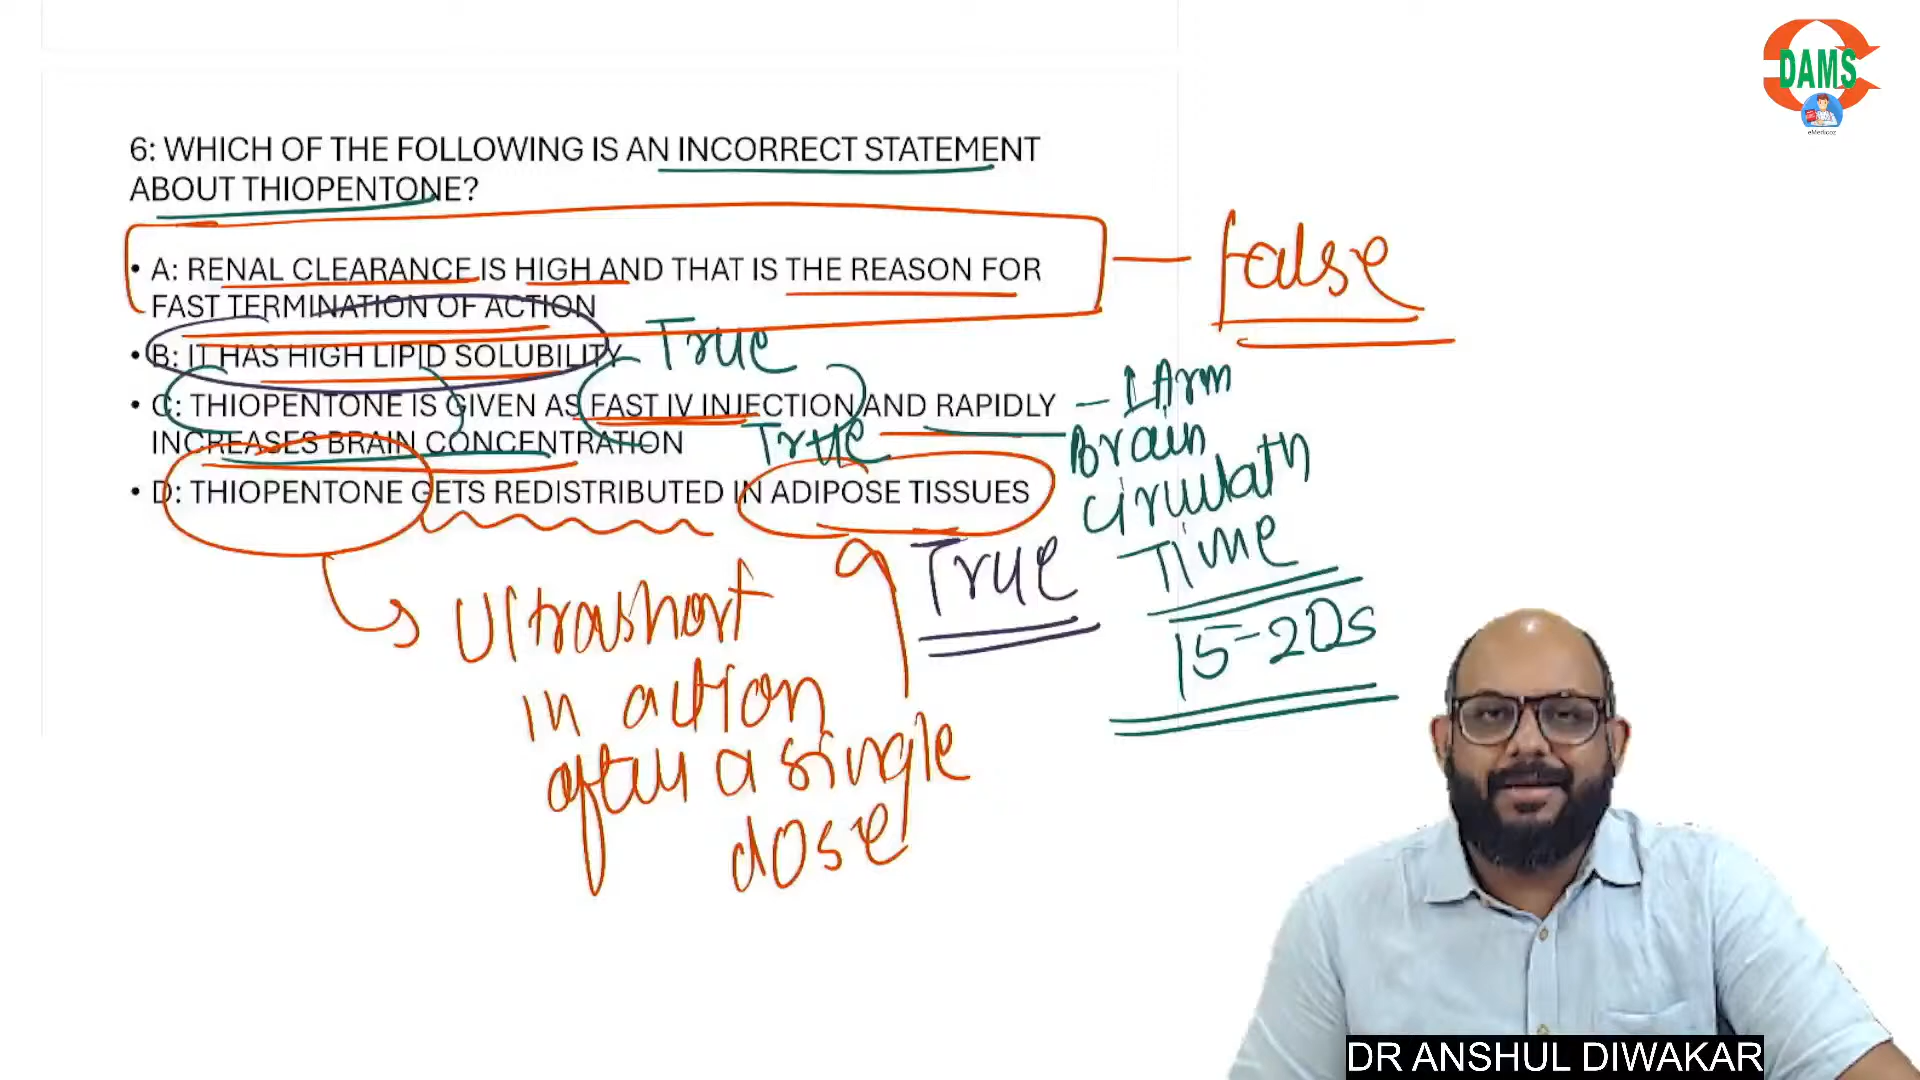 DAMS
eMedicoz
6: WHICH OF THE FOLLOWING IS AN INCORRECT STATEMENT
ABOUT THIOPENTONE?
• A: RENAL CLEARANCE IS HIGH AND THAT IS THE REASON FOR
FAST TERMINATION OF ACTION
False
• B: IT HAS HIGH LIPID SOLUBILITY
True
• C: THIOPENTONE IS GIVEN AS FAST IV INJECTION AND RAPIDLY
INCREASES BRAIN CONCENTRATION
True
– 1 Arm
Brain
Time
15-20s
• D: THIOPENTONE GETS REDISTRIBUTED IN ADIPOSE TISSUES
True
Ultrashort
in action
after a single
dose
DR ANSHUL DIWAKAR